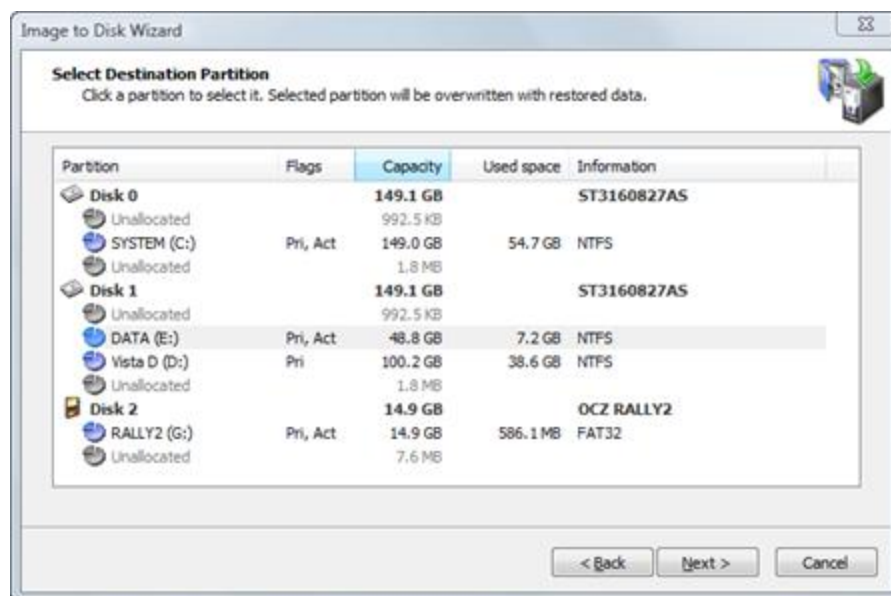 Image to Disk Wizard
Select Destination Partition
Click a partition to select it. Selected partition will be overwritten with restored data.
Partition Flags Capacity Used space Information
Disk 0 149.1 GB ST3160827AS
Unallocated 992.5 KB
SYSTEM (C:) Pri, Act 149.0 GB 54.7 GB NTFS
Unallocated 1.8 MB
Disk 1 149.1 GB ST3160827AS
Unallocated 992.5 KB
DATA (E:) Pri, Act 48.8 GB 7.2 GB NTFS
Vista D (D:) Pri 100.2 GB 38.6 GB NTFS
Unallocated 1.8 MB
Disk 2 14.9 GB OCZ RALLY2
RALLY2 (G:) Pri, Act 14.9 GB 586.1 MB FAT32
Unallocated 7.6 MB
< Back Next > Cancel